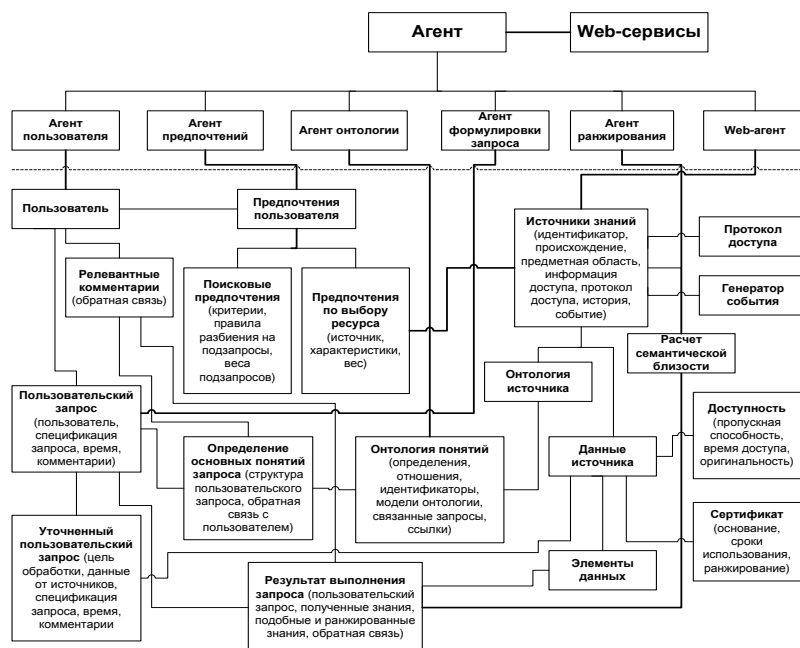 Агент
Web-сервисы
Агент
пользователя
Агент
предпочтений
Агент онтологии
Агент
формулировки
запроса
Агент
ранжирования
Web-агент
Пользователь
Предпочтения
пользователя
Источники знаний
(идентификатор,
происхождение,
предметная область,
информация
доступа, протокол
доступа, история,
событие)
Протокол
доступа
Генератор
события
Релевантные
комментарии
(обратная связь)
Поисковые
предпочтения
(критерии,
правила
разбиения на
подзапросы,
веса
подзапросов)
Предпочтения
по выбору
ресурса
(источник,
характеристики,
вес)
Расчет
семантической
близости
Онтология
источника
Пользовательский
запрос
(пользователь,
спецификация
запроса, время,
комментарии)
Определение
основных понятий
запроса (структура
пользовательского
запроса, обратная
связь с
пользователем)
Онтология понятий
(определения,
отношения,
идентификаторы,
модели онтологии,
связанные запросы,
ссылки)
Данные
источника
Доступность
(пропускная
способность,
время доступа,
оригинальность)
Уточненный
пользовательский
запрос (цель
обработки, данные
от источников,
спецификация
запроса, время,
комментарии
Результат выполнения
запроса (пользовательский
запрос, полученные знания,
подобные и ранжированные
знания, обратная связь)
Элементы
данных
Сертификат
(основание,
сроки
использования,
ранжирование)